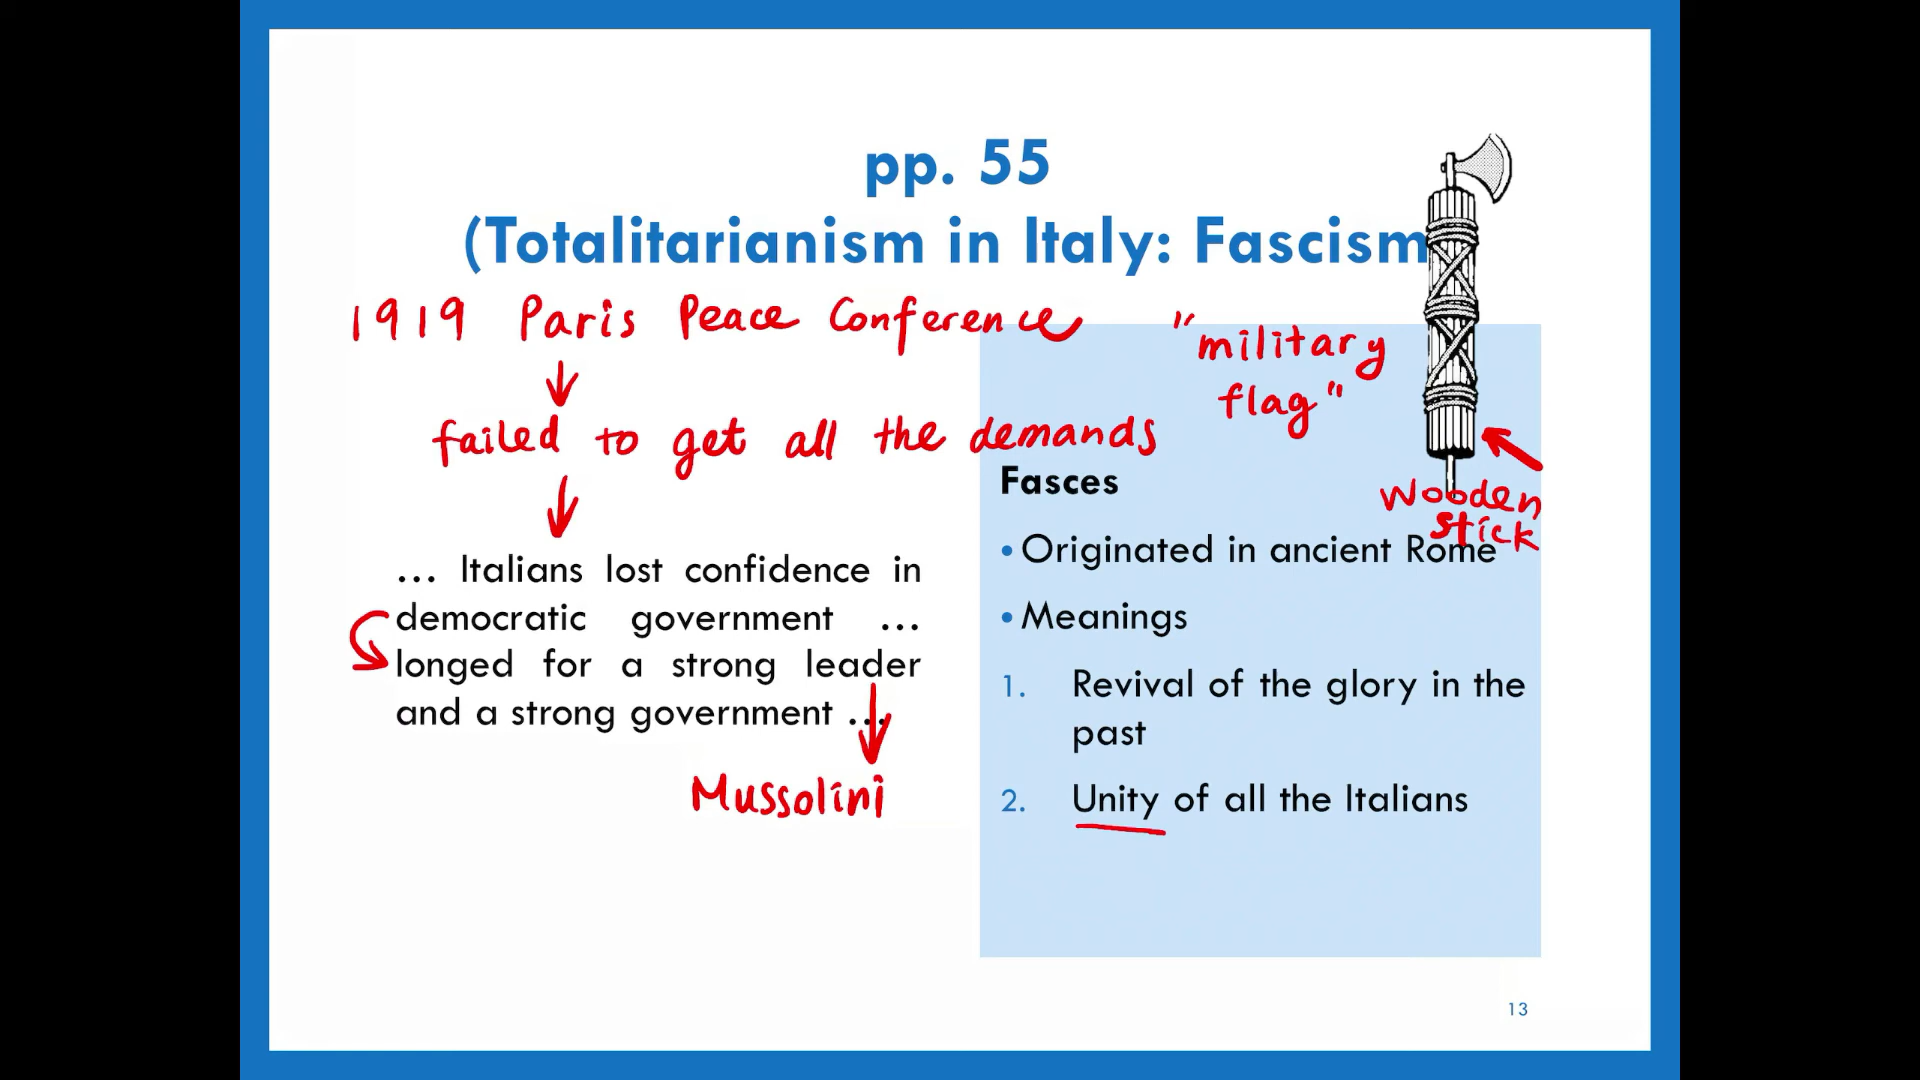 pp. 55
(Totalitarianism in Italy: Fascism
1919 Paris Peace Conference
failed to get all the demands
... Italians lost confidence in
democratic government ...
longed for a strong leader
and a strong government ...
Mussolini
"military
flag"
Wooden
stick
Fasces
• Originated in ancient Rome
• Meanings
1. Revival of the glory in the
past
2. Unity of all the Italians
13